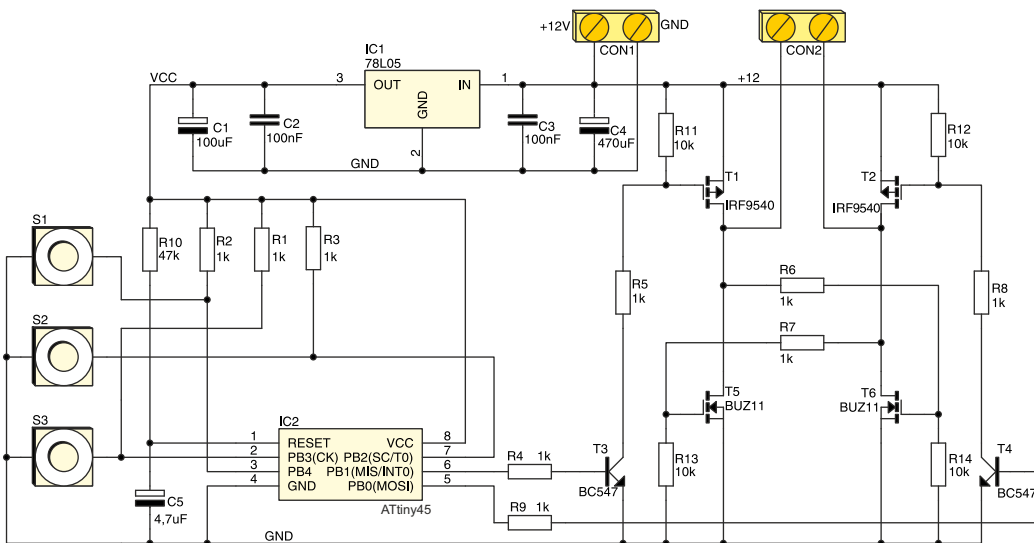 +12V
GND
CON1
CON2
IC1
78L05
VCC
3
OUT
IN
GND
1
2
+12
C1
100uF
C2
100nF
C3
100nF
C4
470uF
GND
R11
10k
R12
10k
T1
IRF9540
T2
IRF9540
S1
R10
47k
R2
1k
R1
1k
R3
1k
R5
1k
R6
1k
R8
1k
S2
R7
1k
T5
BUZ11
T6
BUZ11
S3
IC2
1 RESET VCC 8
2 PB3(CK) PB2(SC/T0) 7
3 PB4 PB1(MIS/INT0) 6
4 GND PB0(MOSI) 5
ATtiny45
R4 1k
T3
BC547
R13
10k
R14
10k
T4
BC547
C5
4,7uF
R9 1k
GND